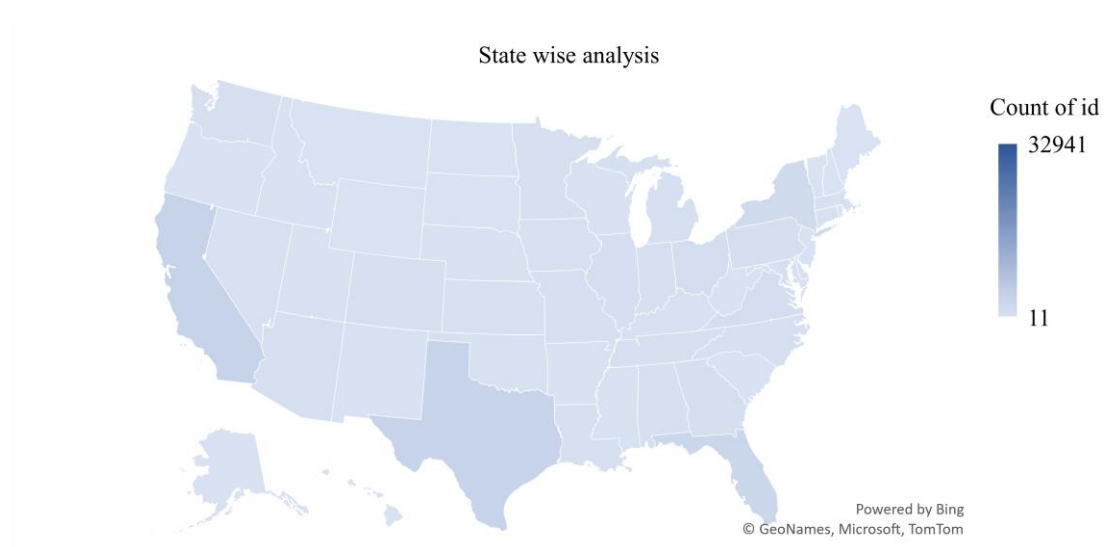 State wise analysis
Count of id
32941
11
Powered by Bing
© GeoNames, Microsoft, TomTom